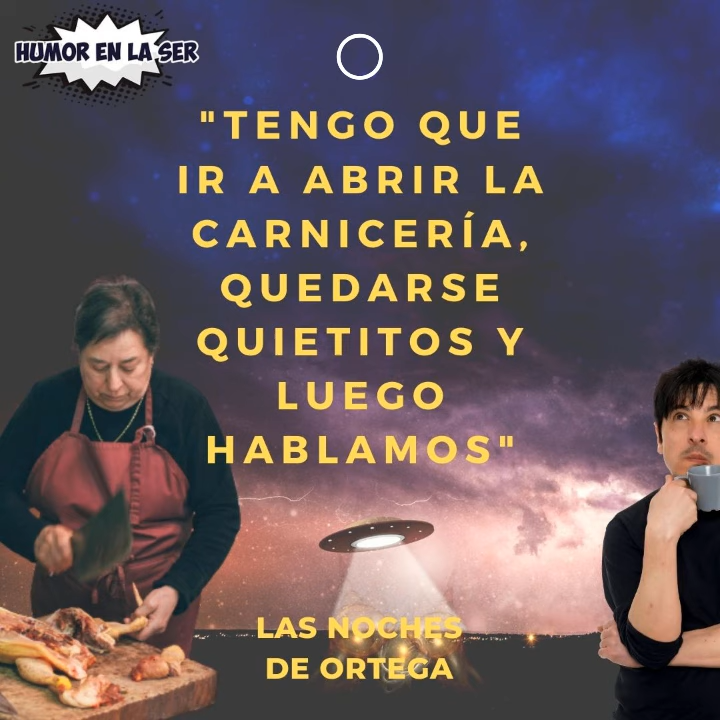 HUMOR EN LA SER
"TENGO QUE
IR A ABRIR LA
CARNICERÍA,
QUEDARSE
QUIETITOS Y
LUEGO
HABLAMOS"
LAS NOCHES
DE ORTEGA